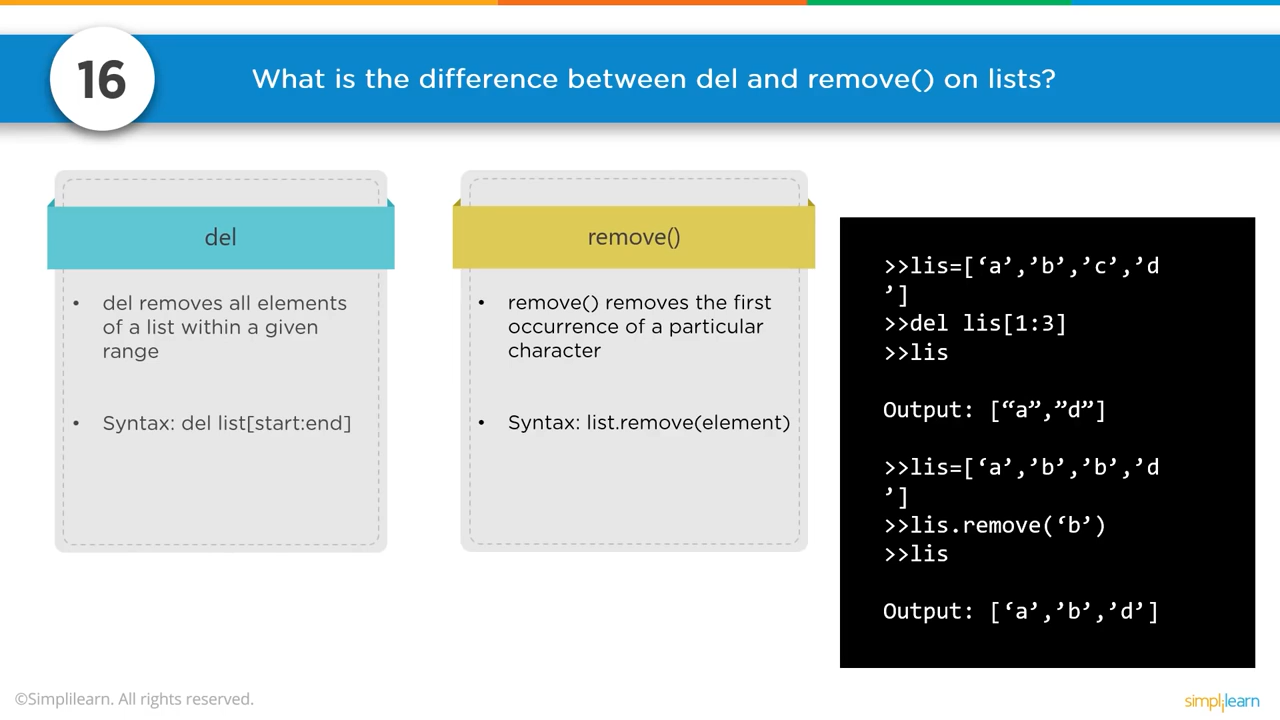 16
What is the difference between del and remove() on lists?
del
• del removes all elements
of a list within a given
range
• Syntax: del list[start:end]
remove()
• remove() removes the first
occurrence of a particular
character
• Syntax: list.remove(element)
>>lis=[‘a’,’b’,’c’,’d
’]
>>del lis[1:3]
>>lis
Output: [“a”,”d”]
>>lis=[‘a’,’b’,’b’,’d
’]
>>lis.remove(‘b’)
>>lis
Output: [‘a’,’b’,’d’]
©Simplilearn. All rights reserved.
simplilearn